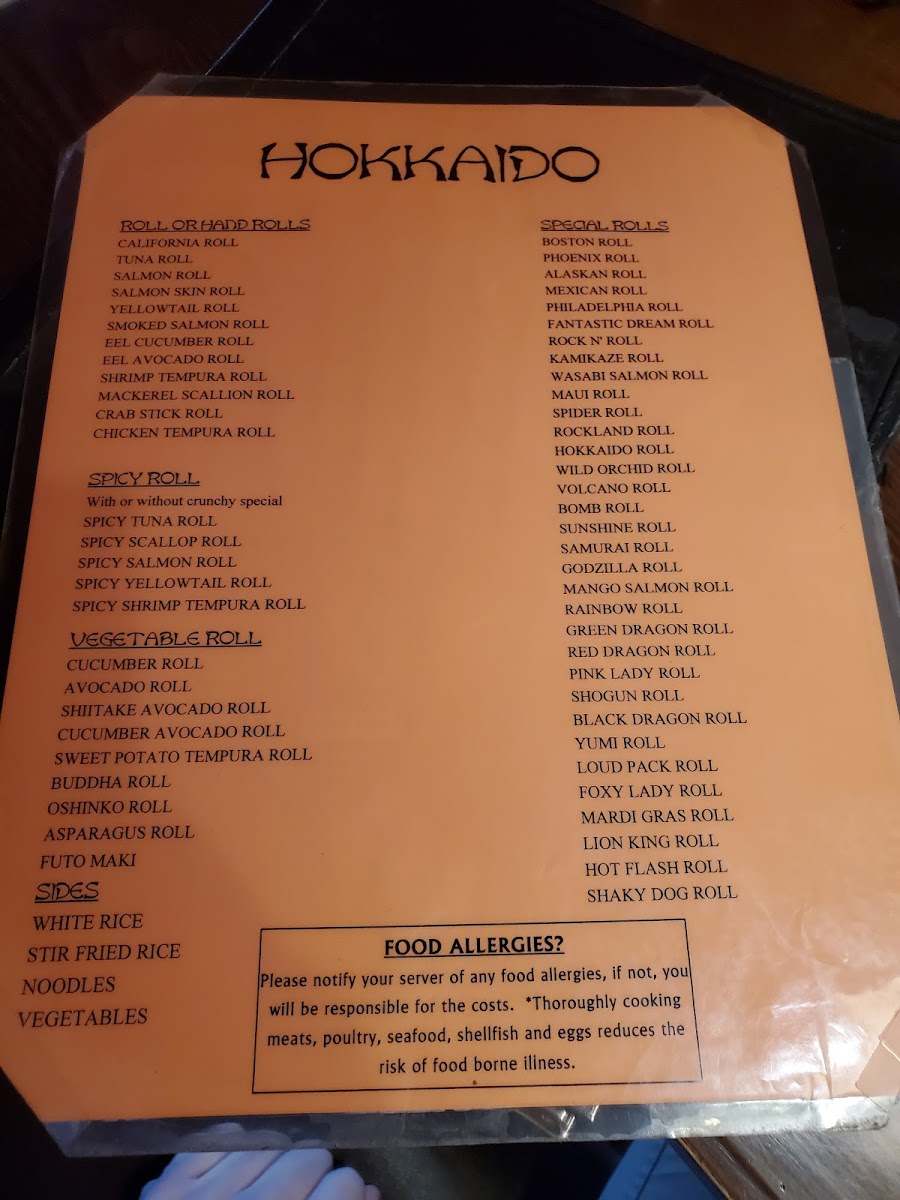 HOKKAIDO
ROLL OR HAND ROLLS
CALIFORNIA ROLL
TUNA ROLL
SALMON ROLL
SALMON SKIN ROLL
YELLOWTAIL ROLL
SMOKED SALMON ROLL
EEL CUCUMBER ROLL
EEL AVOCADO ROLL
SHRIMP TEMPURA ROLL
MACKEREL SCALLION ROLL
CRAB STICK ROLL
CHICKEN TEMPURA ROLL
SPICY ROLL
With or without crunchy special
SPICY TUNA ROLL
SPICY SCALLOP ROLL
SPICY SALMON ROLL
SPICY YELLOWTAIL ROLL
SPICY SHRIMP TEMPURA ROLL
VEGETABLE ROLL
CUCUMBER ROLL
AVOCADO ROLL
SHIITAKE AVOCADO ROLL
CUCUMBER AVOCADO ROLL
SWEET POTATO TEMPURA ROLL
BUDDHA ROLL
OSHINKO ROLL
ASPARAGUS ROLL
FUTO MAKI
SIDES
WHITE RICE
STIR FRIED RICE
NOODLES
VEGETABLES
SPECIAL ROLLS
BOSTON ROLL
PHOENIX ROLL
ALASKAN ROLL
MEXICAN ROLL
PHILADELPHIA ROLL
FANTASTIC DREAM ROLL
ROCK N' ROLL
KAMIKAZE ROLL
WASABI SALMON ROLL
MAUI ROLL
SPIDER ROLL
ROCKLAND ROLL
HOKKAIDO ROLL
WILD ORCHID ROLL
VOLCANO ROLL
BOMB ROLL
SUNSHINE ROLL
SAMURAI ROLL
GODZILLA ROLL
MANGO SALMON ROLL
RAINBOW ROLL
GREEN DRAGON ROLL
RED DRAGON ROLL
PINK LADY ROLL
SHOGUN ROLL
BLACK DRAGON ROLL
YUMI ROLL
LOUD PACK ROLL
FOXY LADY ROLL
MARDI GRAS ROLL
LION KING ROLL
HOT FLASH ROLL
SHAKY DOG ROLL
FOOD ALLERGIES?
Please notify your server of any food allergies, if not, you
will be responsible for the costs. *Thoroughly cooking
meats, poultry, seafood, shellfish and eggs reduces the
risk of food borne illness.